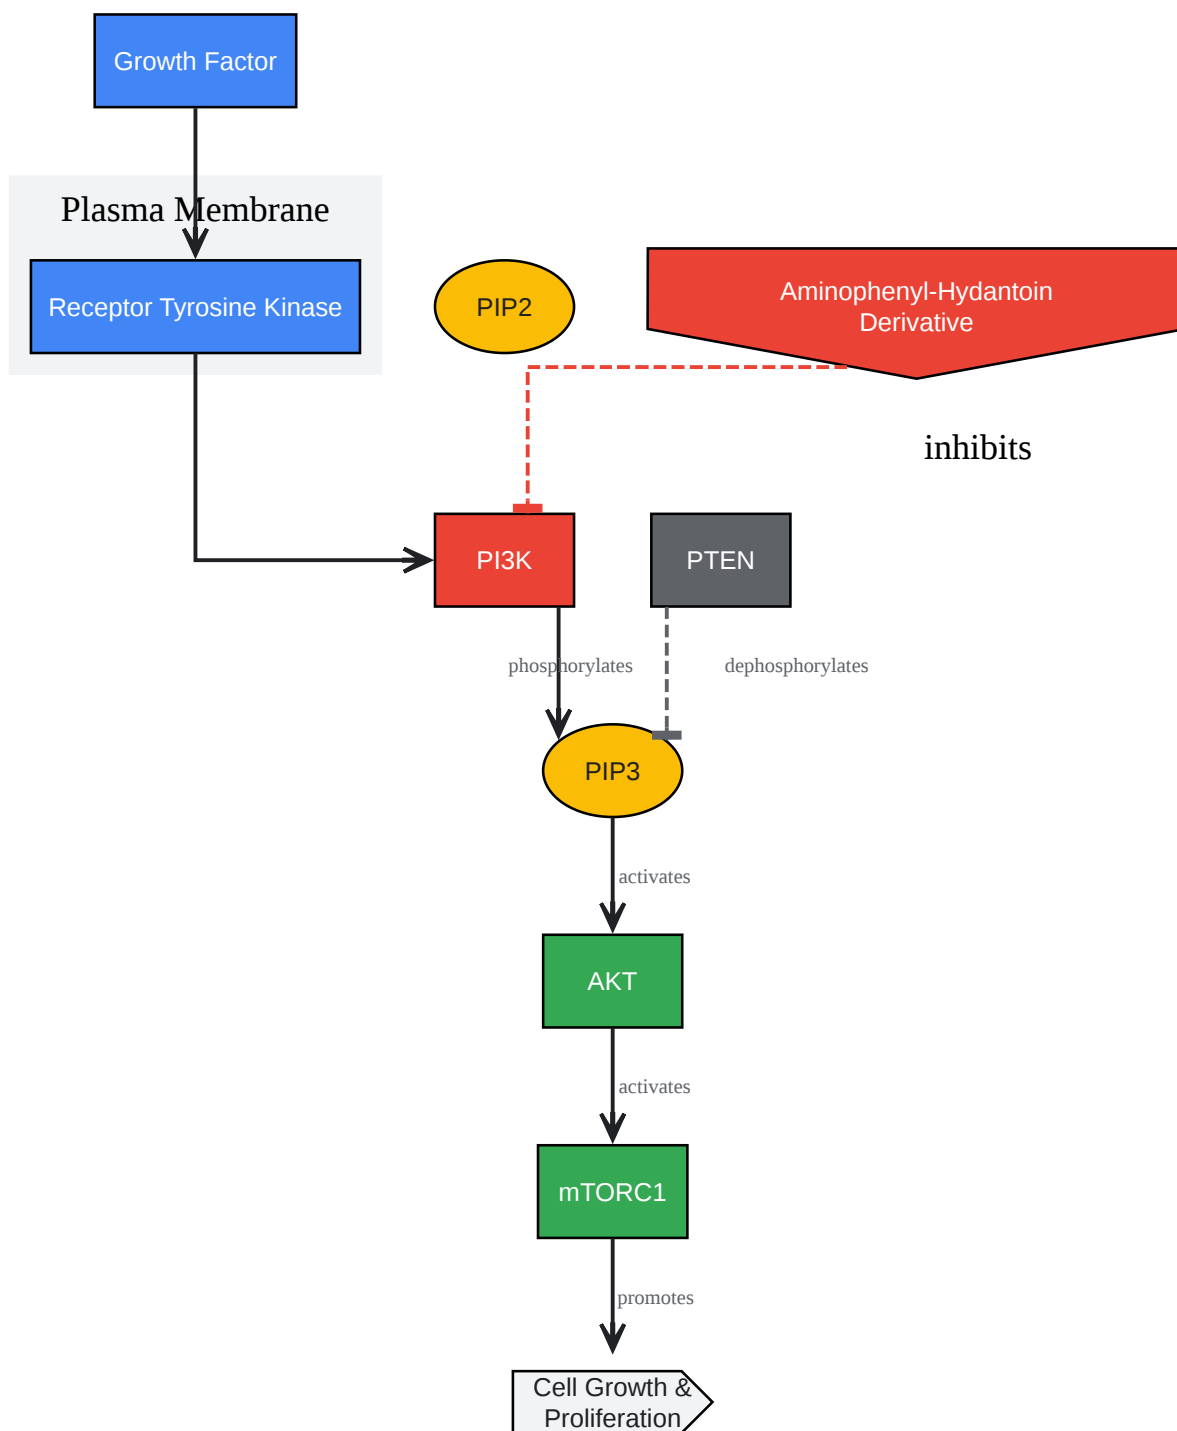 Growth Factor
Plasma Membrane
Receptor Tyrosine Kinase
PIP2
Aminophenyl-Hydantoin
Derivative
inhibits
PI3K
PTEN
phosphorylates
dephosphorylates
PIP3
activates
AKT
activates
mTORC1
promotes
Cell Growth &
Proliferation